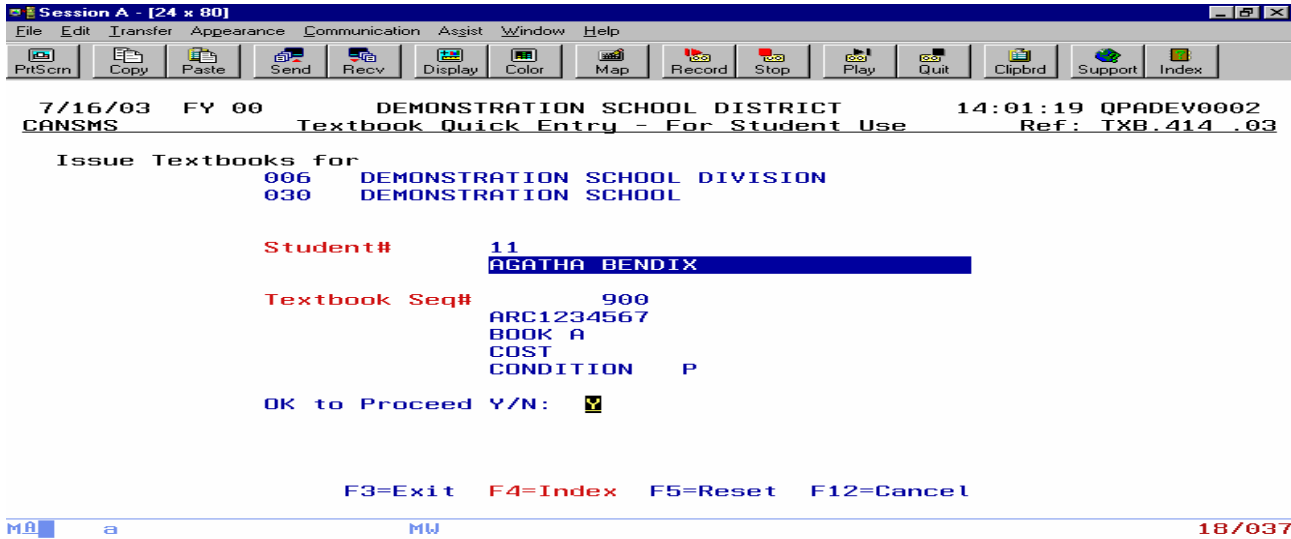 Session A - [24 x 80]
File Edit Transfer Appearance Communication Assist Window Help
PrtScrn Copy Paste Send Recv Display Color Map Record Stop Play Quit Clipbrd Support Index
7/16/03 FY 00 DEMONSTRATION SCHOOL DISTRICT 14:01:19 QPADEV0002
CANSMS Textbook Quick Entry - For Student Use Ref: TXB.414 .03
Issue Textbooks for
006 DEMONSTRATION SCHOOL DIVISION
030 DEMONSTRATION SCHOOL
Student# 11
AGATHA BENDIX
Textbook Seq# 900
ARC1234567
BOOK A
COST
CONDITION P
OK to Proceed Y/N: Y
F3=Exit F4=Index F5=Reset F12=Cancel
MA a MW 18/037